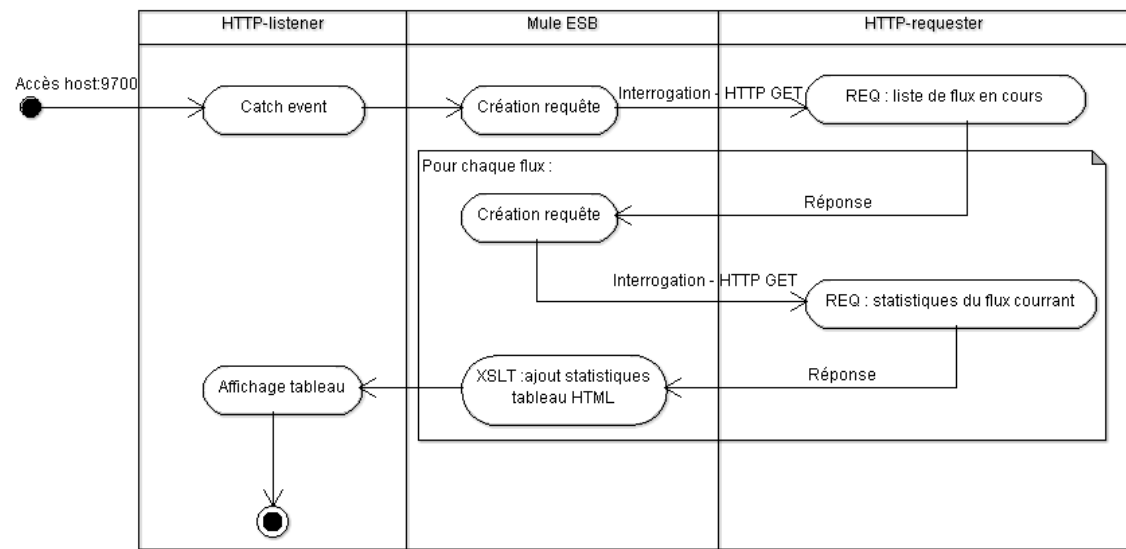 HTTP-listener
Mule ESB
HTTP-requester
Accès host:9700
Catch event
Création requête
Interrogation - HTTP GET
REQ : liste de flux en cours
Pour chaque flux :
Réponse
Création requête
Interrogation - HTTP GET
REQ : statistiques du flux courrant
Affichage tableau
XSLT :ajout statistiques
tableau HTML
Réponse